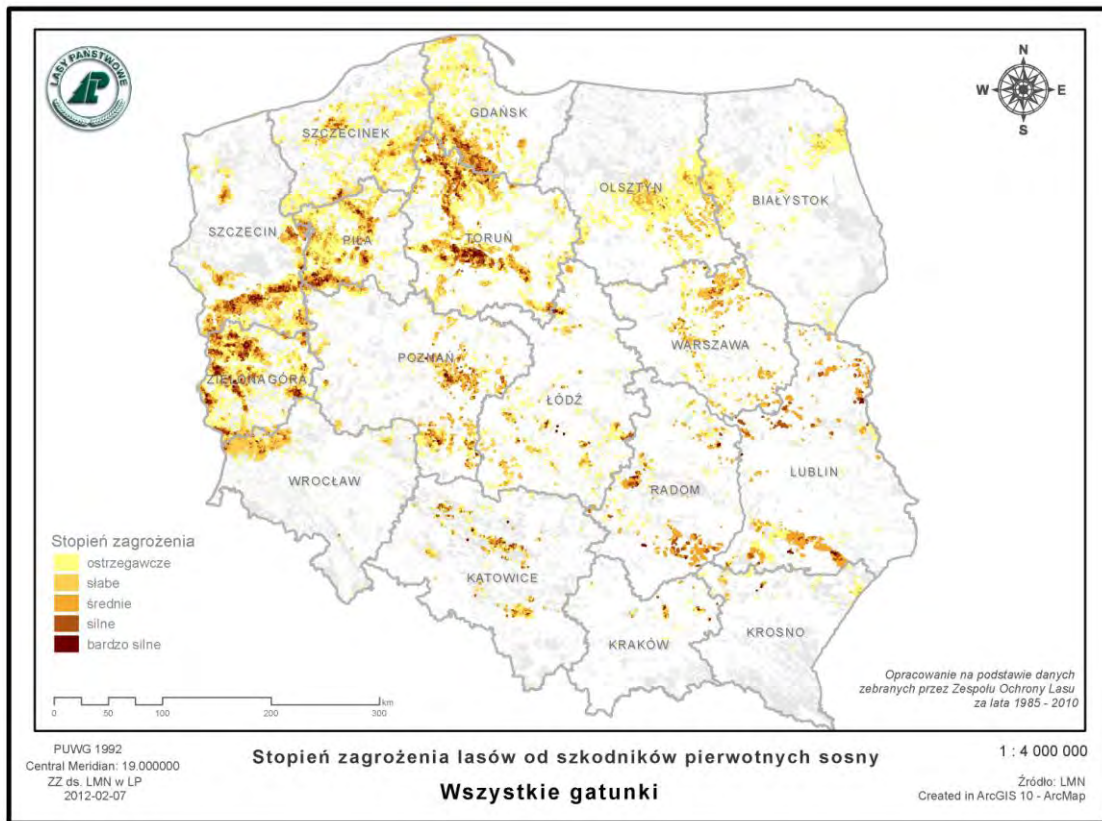 LASY PAŃSTWOWE
N
W E
S
GDAŃSK
SZCZECINEK
OLSZTYN
BIAŁYSTOK
SZCZECIN
PIŁA
TORUŃ
WARSZAWA
POZNAŃ
ZIELONA GÓRA
ŁÓDŹ
LUBLIN
WROCŁAW
RADOM
KATOWICE
KRAKÓW
KROSNO
Stopień zagrożenia
ostrzegawcze
słabe
średnie
silne
bardzo silne
km
0 50 100 200 300
Opracowanie na podstawie danych
zebranych przez Zespołu Ochrony Lasu
za lata 1985 - 2010
PUWG 1992
Central Meridian: 19.000000
ZZ ds. LMN w LP
2012-02-07
Stopień zagrożenia lasów od szkodników pierwotnych sosny
Wszystkie gatunki
1 : 4 000 000
Źródło: LMN
Created in ArcGIS 10 - ArcMap